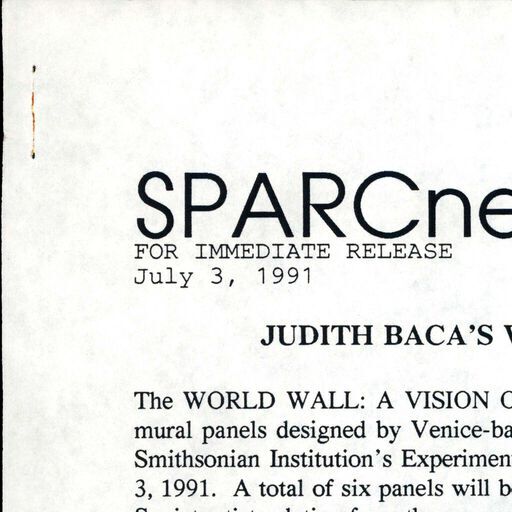 SPARCne
FOR IMMEDIATE RELEASE
July 3, 1991
JUDITH BACA'S
The WORLD WALL: A VISION
mural panels designed by Venice-ba
Smithsonian Institution's Experimen
3, 1991. A total of six panels will b